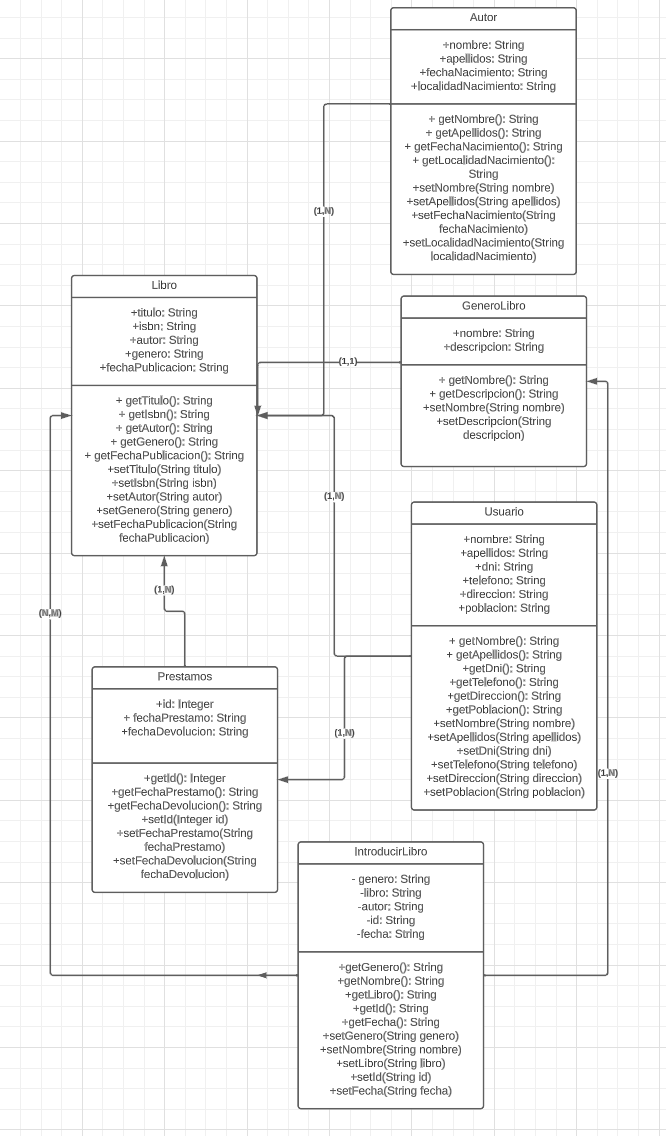 Autor
+nombre: String
+apellidos: String
+fechaNacimiento: String
+localidadNacimiento: String
+ getNombre(): String
+ getApellidos(): String
+ getFechaNacimiento(): String
+ getLocalidadNacimiento():
String
+setNombre(String nombre)
+setApellidos(String apellidos)
+setFechaNacimiento(String
fechaNacimiento)
+setLocalidadNacimiento(String
localidadNacimiento)
(1,N)
Libro
+titulo: String
+isbn: String
+autor: String
+genero: String
+fechaPublicacion: String
+ getTitulo(): String
+ getIsbn(): String
+ getAutor(): String
+ getGenero(): String
+ getFechaPublicacion(): String
+setTitulo(String titulo)
+setIsbn(String isbn)
+setAutor(String autor)
+setGenero(String genero)
+setFechaPublicacion(String
fechaPublicacion)
GeneroLibro
+nombre: String
+descripcion: String
+ getNombre(): String
+ getDescripcion(): String
+setNombre(String nombre)
+setDescripcion(String
descripcion)
(1,1)
(1,N)
Usuario
+nombre: String
+apellidos: String
+dni: String
+telefono: String
+direccion: String
+poblacion: String
+ getNombre(): String
+ getApellidos(): String
+getDni(): String
+getTelefono(): String
+getDireccion(): String
+getPoblacion(): String
+setNombre(String nombre)
+setApellidos(String apellidos)
+setDni(String dni)
+setTelefono(String telefono)
+setDireccion(String direccion)
+setPoblacion(String poblacion)
(1,N)
(N,M)
Prestamos
+id: Integer
+ fechaPrestamo: String
+fechaDevolucion: String
+getId(): Integer
+getFechaPrestamo(): String
+getFechaDevolucion(): String
+setId(Integer id)
+setFechaPrestamo(String
fechaPrestamo)
+setFechaDevolucion(String
fechaDevolucion)
(1,N)
(1,N)
IntroducirLibro
- genero: String
-libro: String
-autor: String
-id: String
-fecha: String
+getGenero(): String
+getNombre(): String
+getLibro(): String
+getId(): String
+getFecha(): String
+setGenero(String genero)
+setNombre(String nombre)
+setLibro(String libro)
+setId(String id)
+setFecha(String fecha)